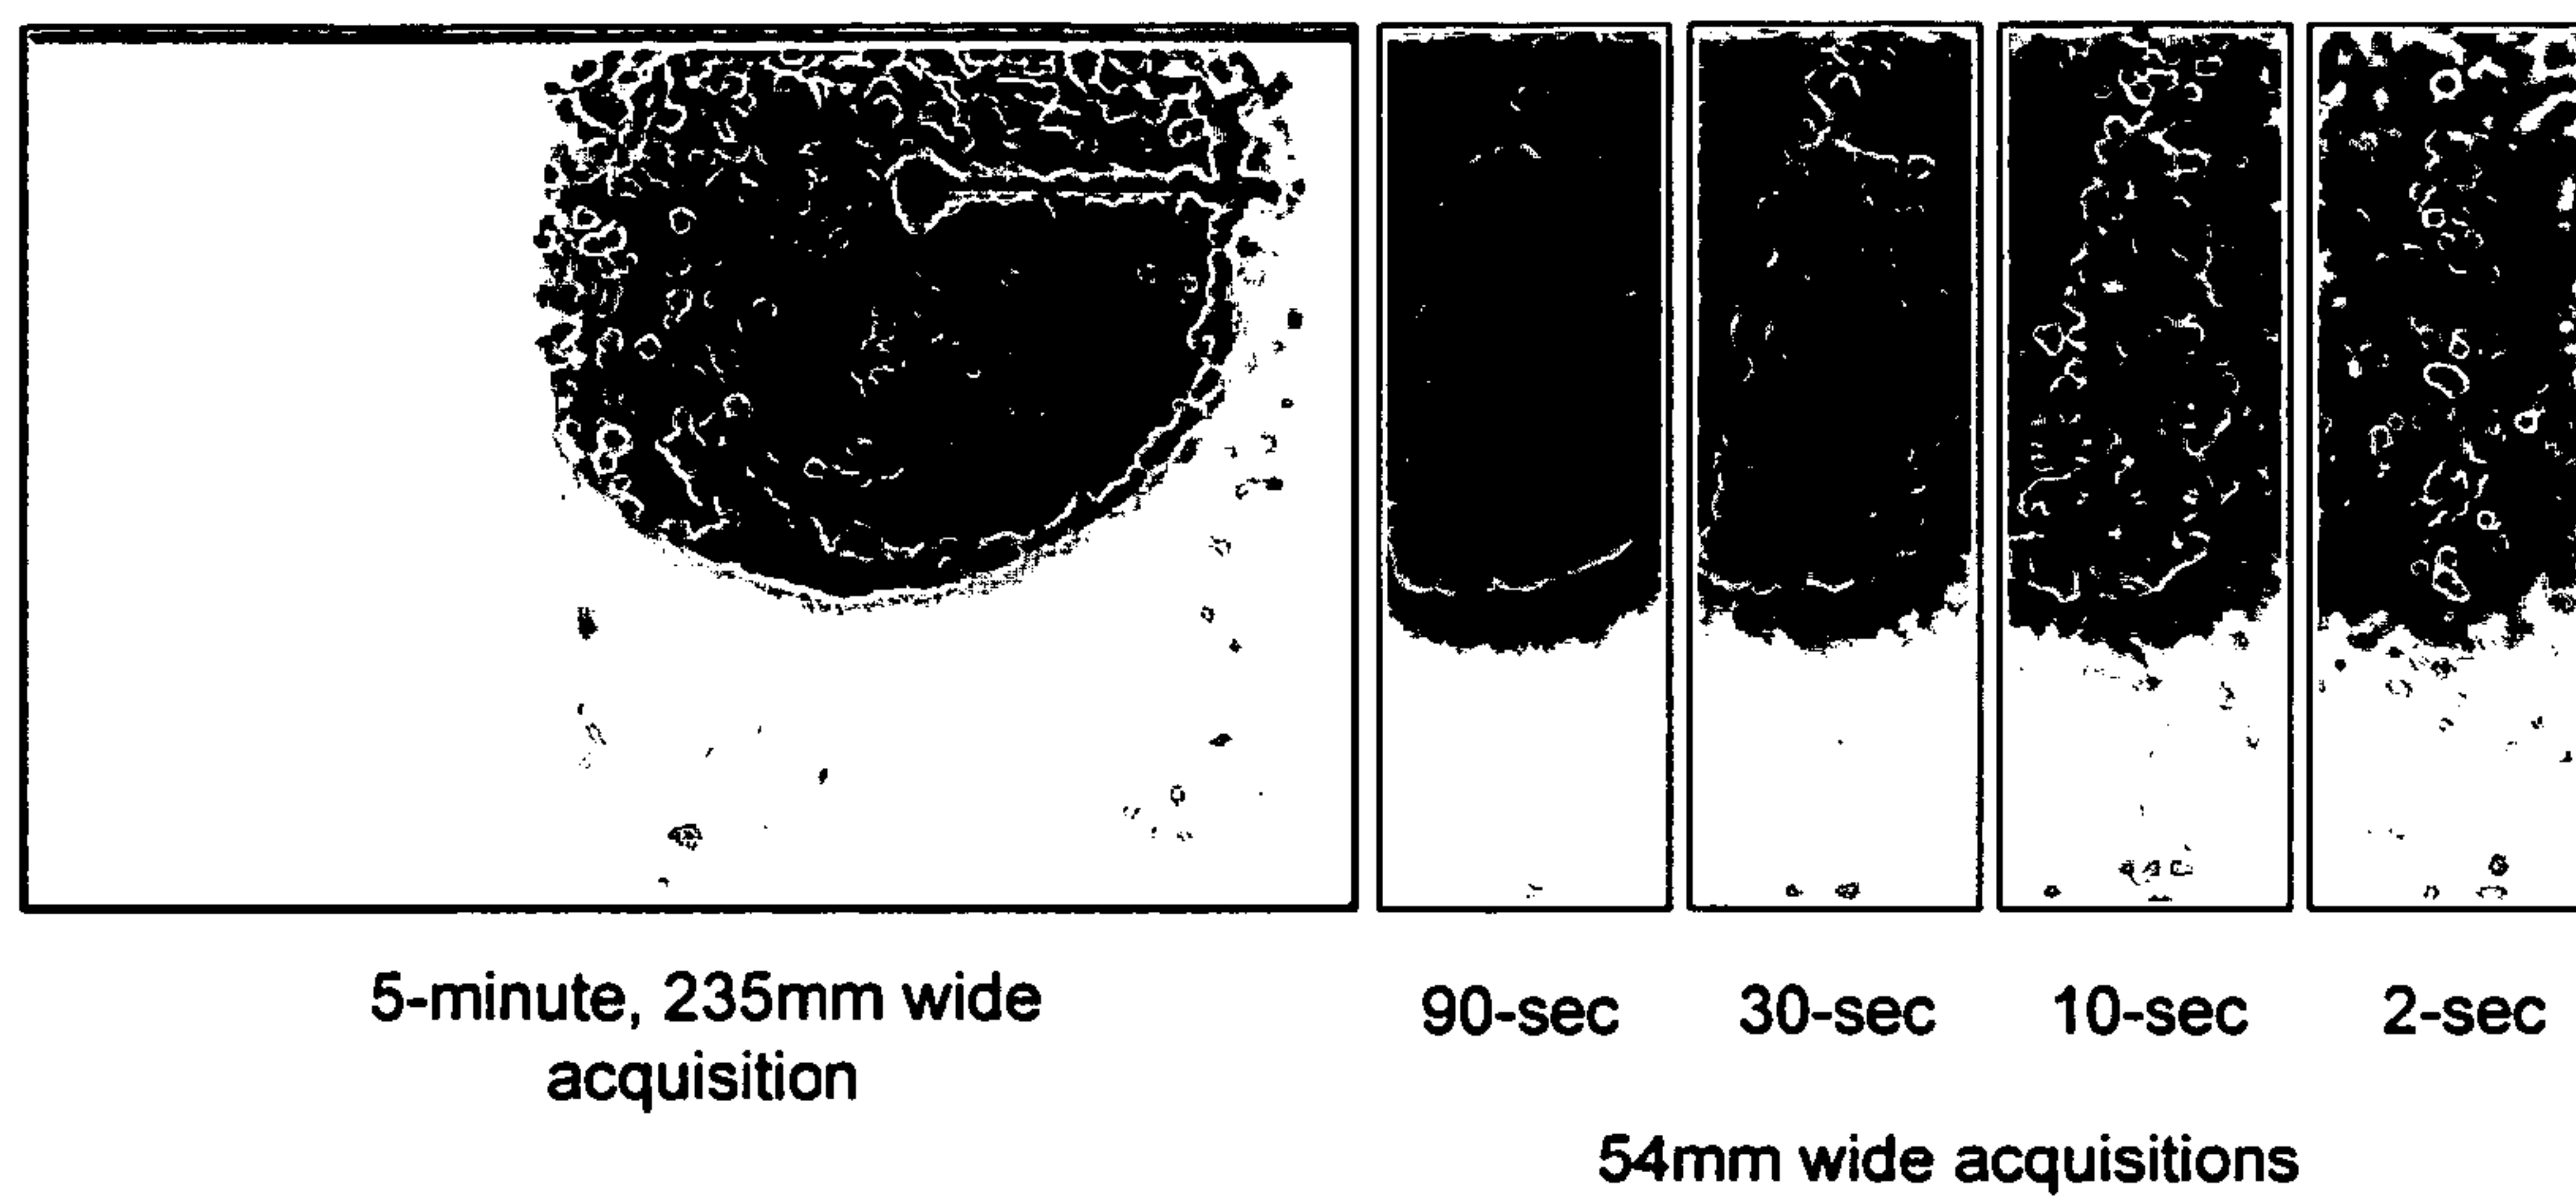 5-minute, 235mm wide
acquisition
90-sec
30-sec
10-sec
2-sec
54mm wide acquisitions